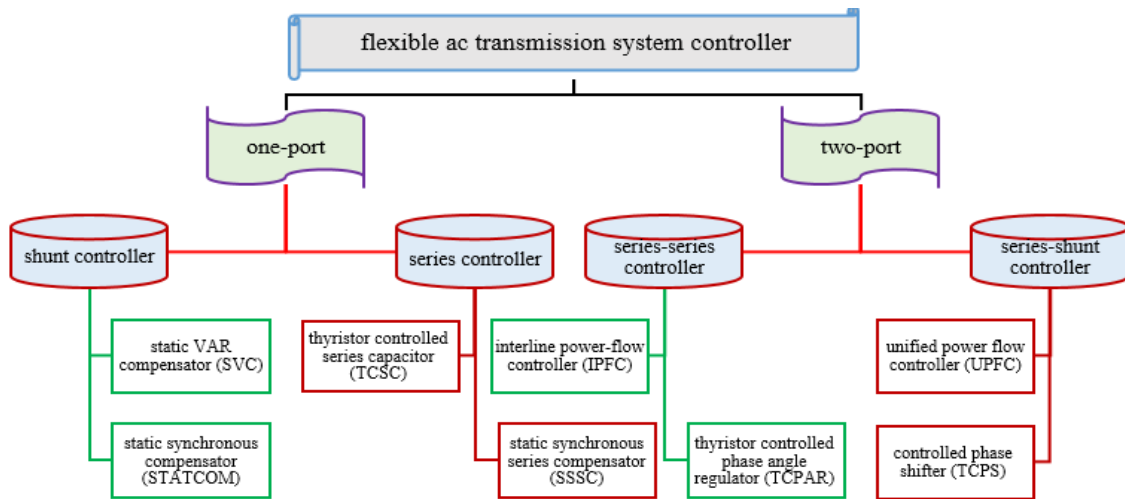 flexible ac transmission system controller
one-port
two-port
shunt controller
series controller
series-series
controller
series-shunt
controller
static VAR
compensator (SVC)
thyristor controlled
series capacitor
(TCSC)
interline power-flow
controller (IPFC)
unified power flow
controller (UPFC)
static synchronous
compensator
(STATCOM)
static synchronous
series compensator
(SSSC)
thyristor controlled
phase angle
regulator (TCPAR)
controlled phase
shifter (TCPS)